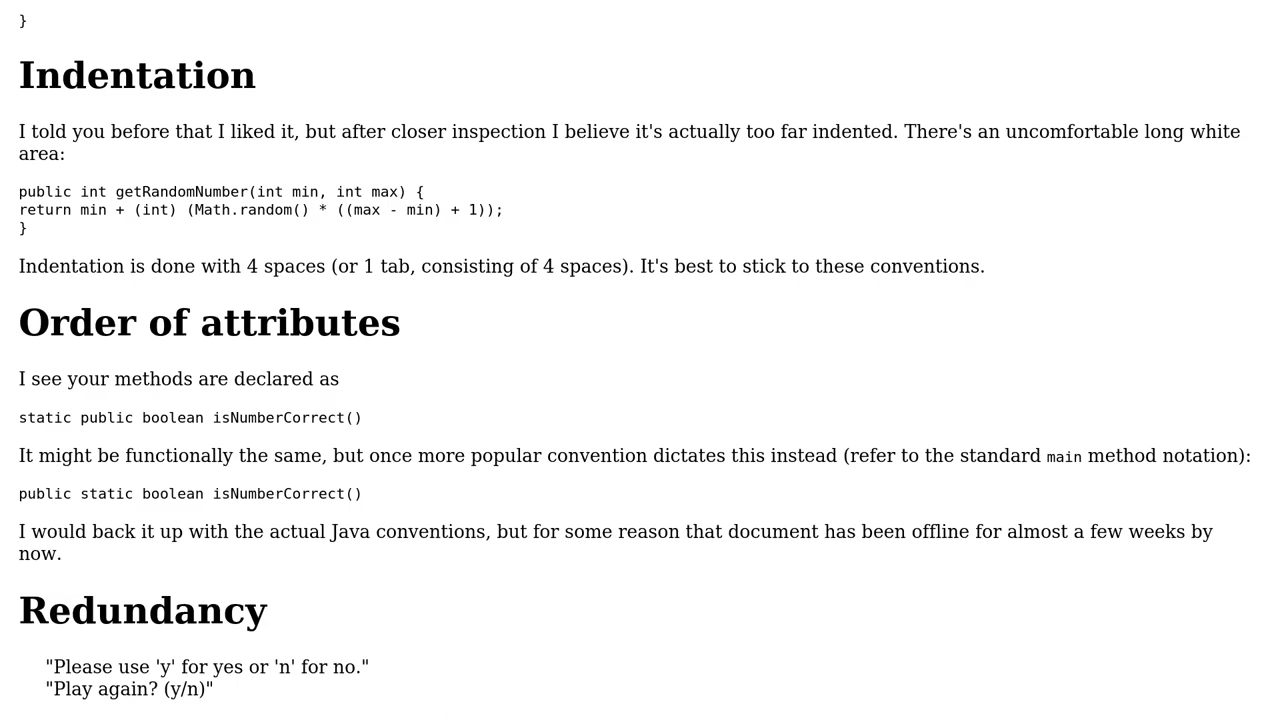 }
Indentation
I told you before that I liked it, but after closer inspection I believe it's actually too far indented. There's an uncomfortable long white
area:
public int getRandomNumber(int min, int max) {
return min + (int) (Math.random() * ((max - min) + 1));
}
Indentation is done with 4 spaces (or 1 tab, consisting of 4 spaces). It's best to stick to these conventions.
Order of attributes
I see your methods are declared as
static public boolean isNumberCorrect()
It might be functionally the same, but once more popular convention dictates this instead (refer to the standard main method notation):
public static boolean isNumberCorrect()
I would back it up with the actual Java conventions, but for some reason that document has been offline for almost a few weeks by
now.
Redundancy
"Please use 'y' for yes or 'n' for no."
"Play again? (y/n)"